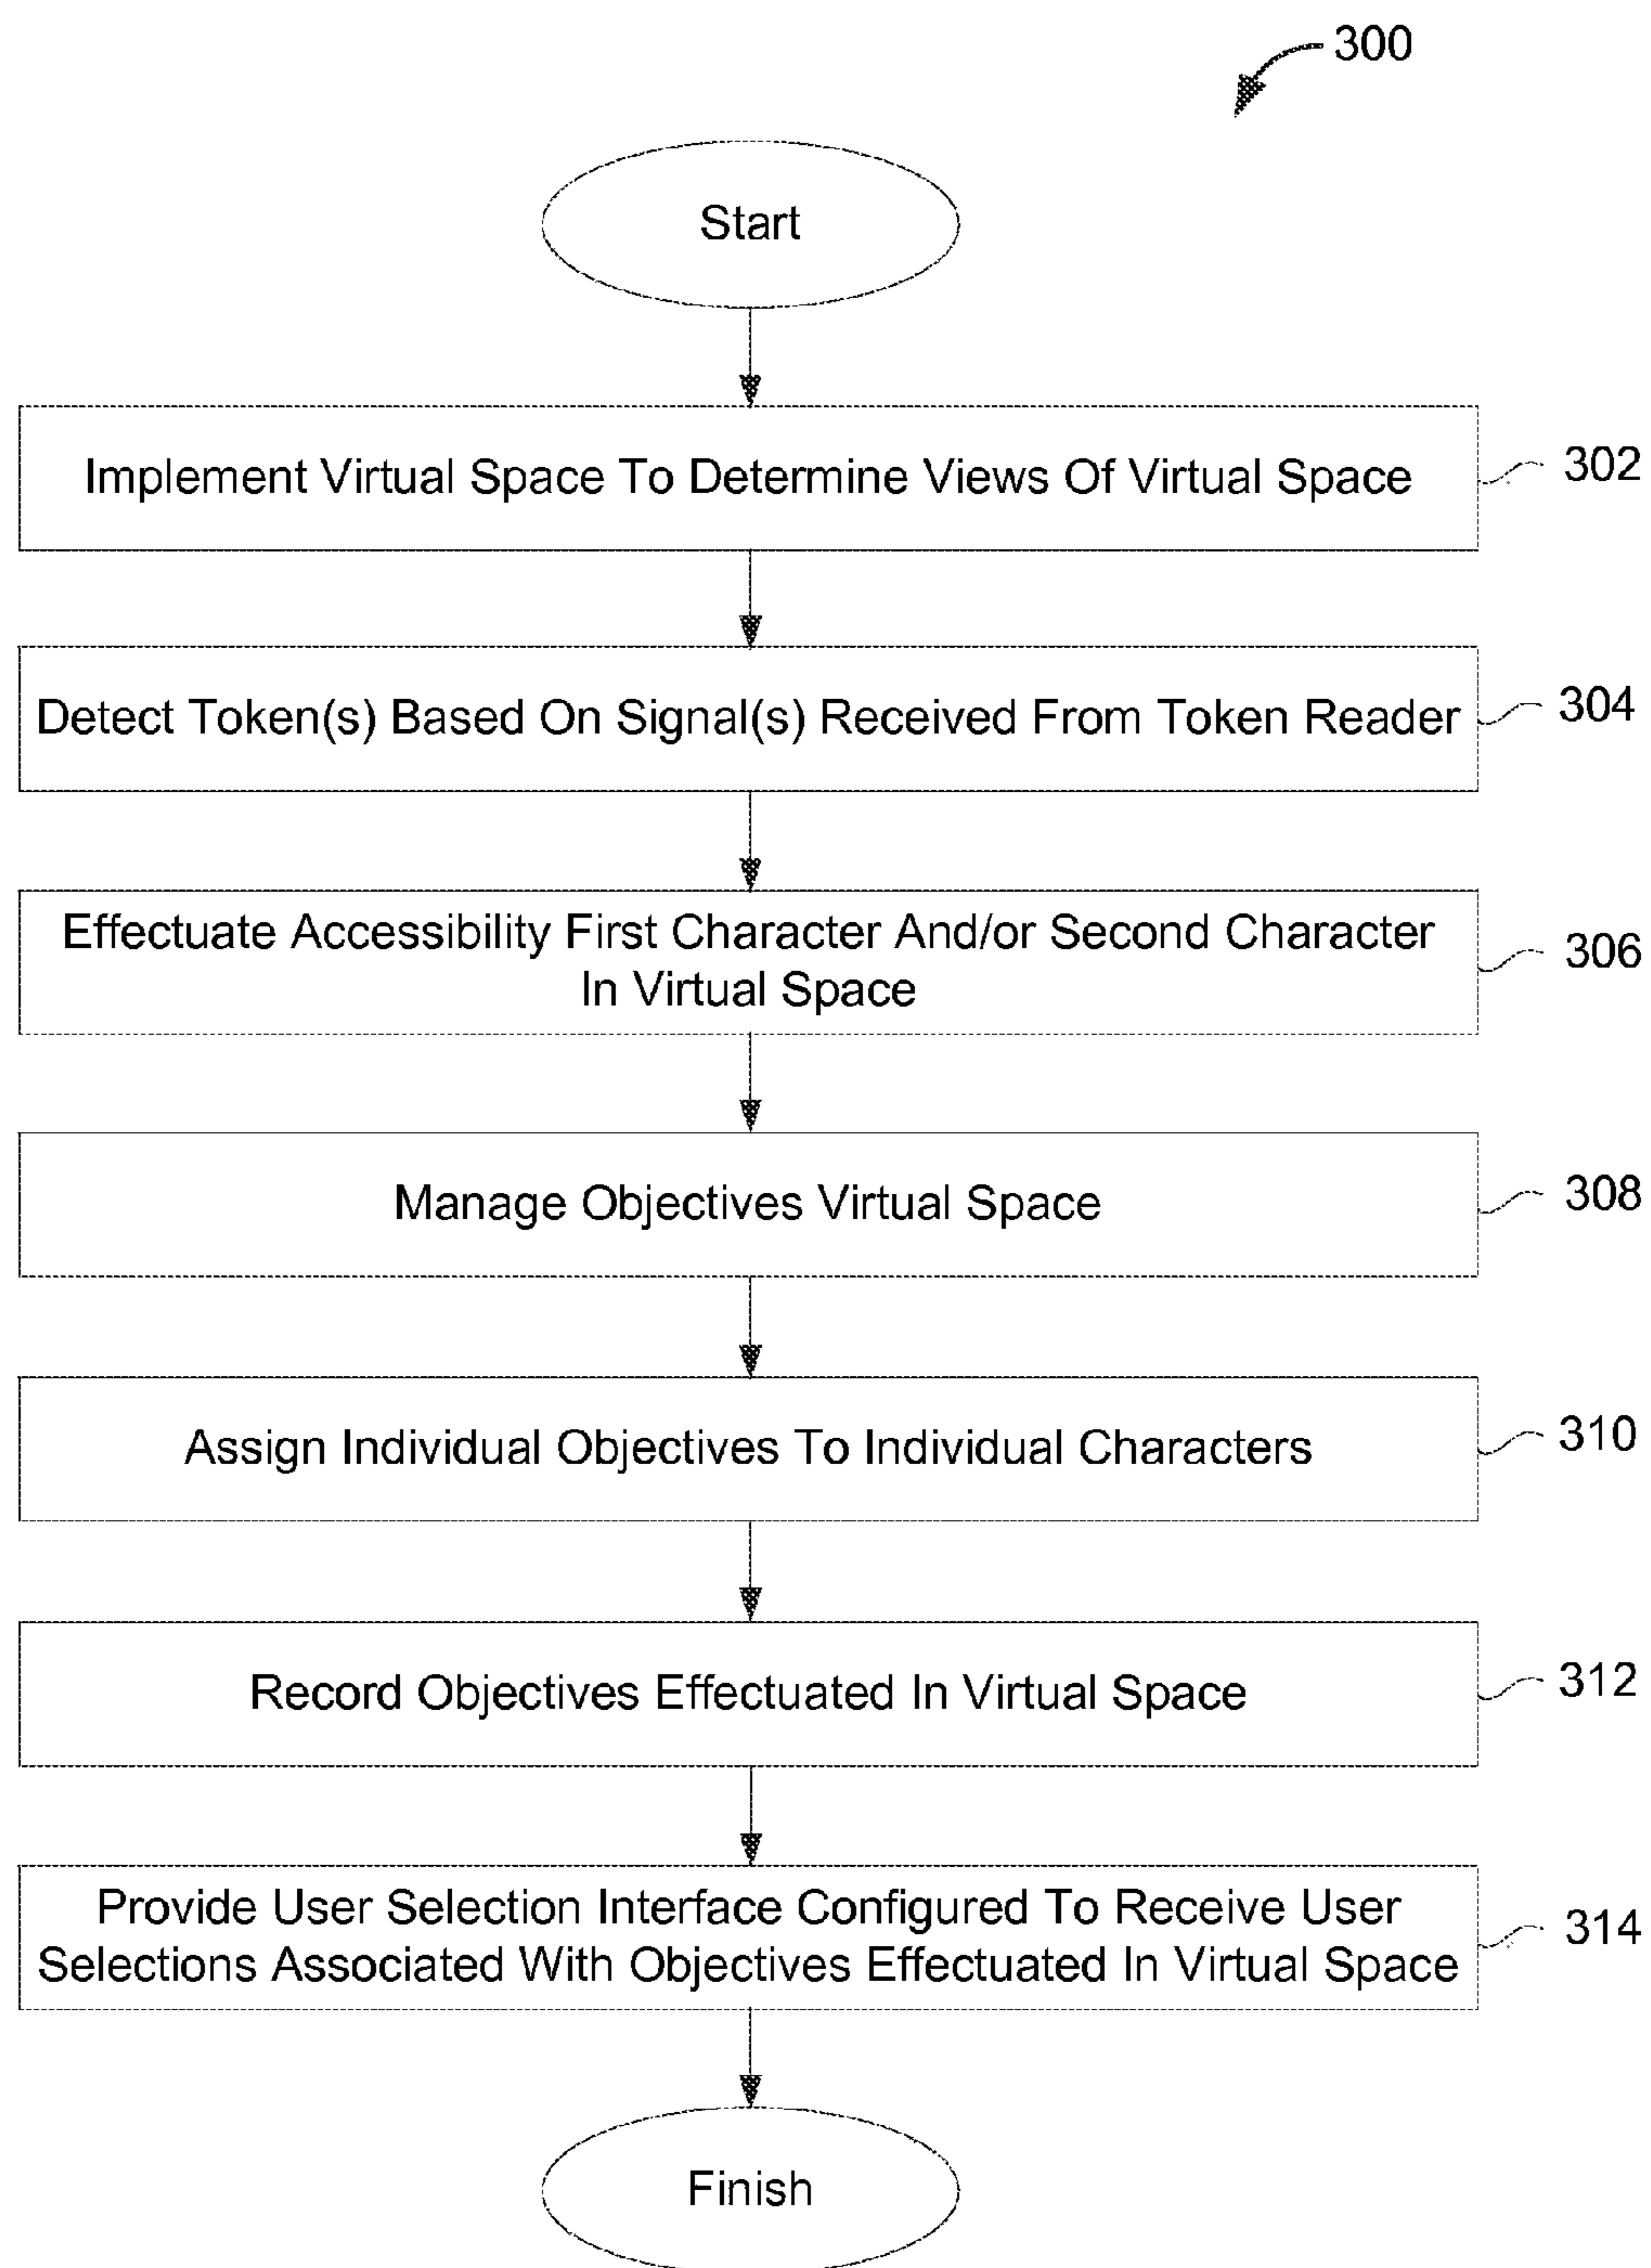 300
Start
Implement Virtual Space To Determine Views Of Virtual Space
302
Detect Token(s) Based On Signal(s) Received From Token Reader
304
Effectuate Accessibility First Character And/or Second Character
In Virtual Space
306
Manage Objectives Virtual Space
308
Assign Individual Objectives To Individual Characters
310
Record Objectives Effectuated In Virtual Space
312
Provide User Selection Interface Configured To Receive User
Selections Associated With Objectives Effectuated In Virtual Space
314
Finish